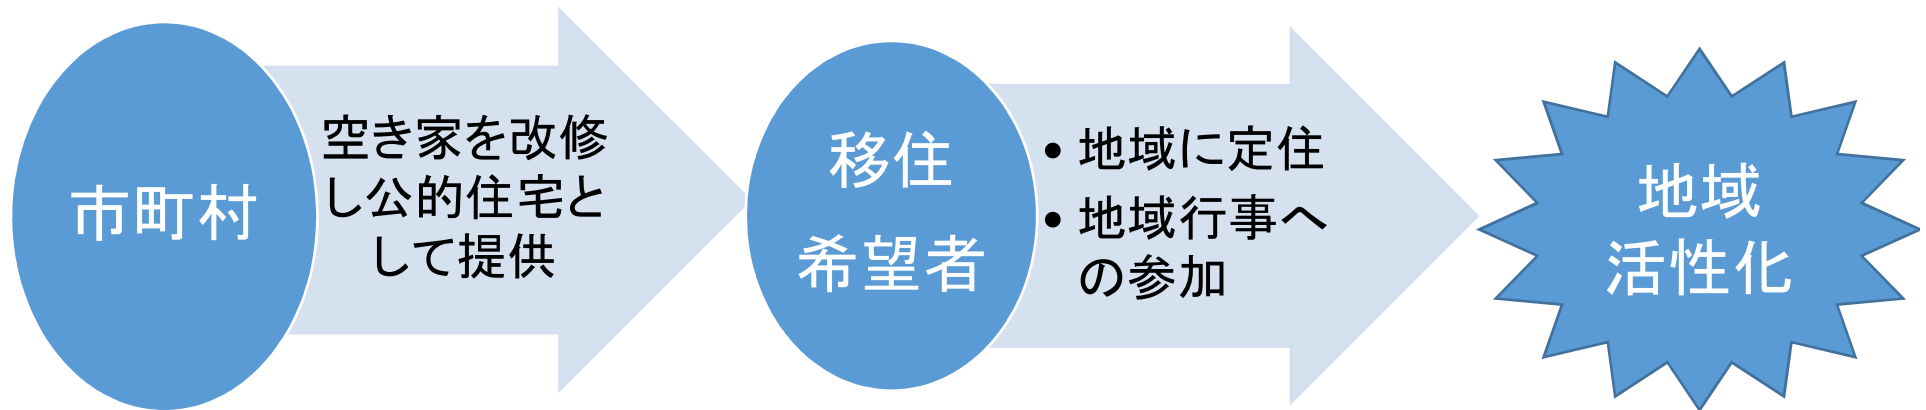 市町村
空き家を改修
し公的住宅と
して提供
移住
希望者
• 地域に定住
• 地域行事へ
の参加
地域
活性化